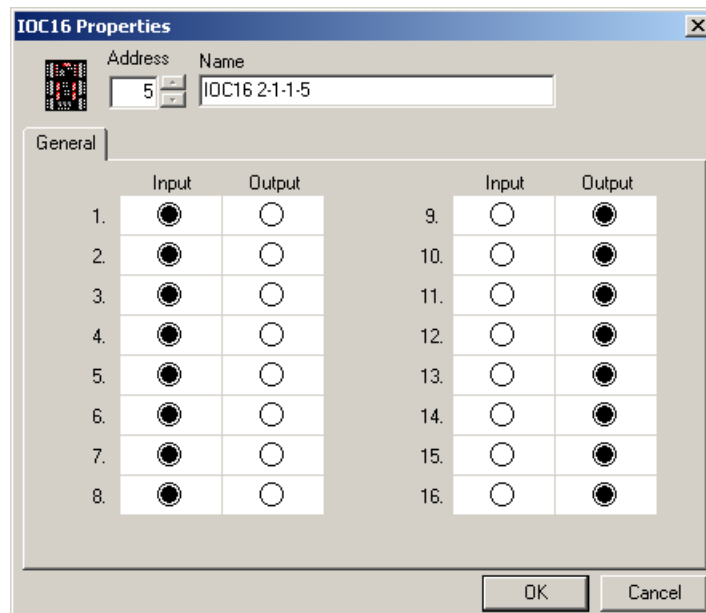 IOC16 Properties
Address Name
5 IOC16 2-1-1-5
General
Input Output Input Output
1. 9.
2. 10.
3. 11.
4. 12.
5. 13.
6. 14.
7. 15.
8. 16.
OK Cancel